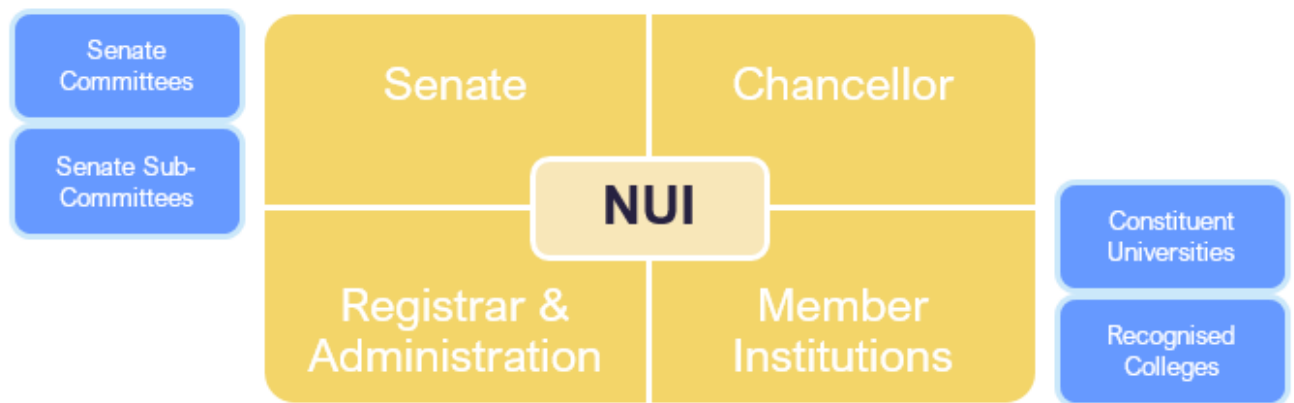 Senate
Committees
Senate Sub-
Committees
Senate
Chancellor
NUI
Registrar &
Administration
Member
Institutions
Constituent
Universities
Recognised
Colleges